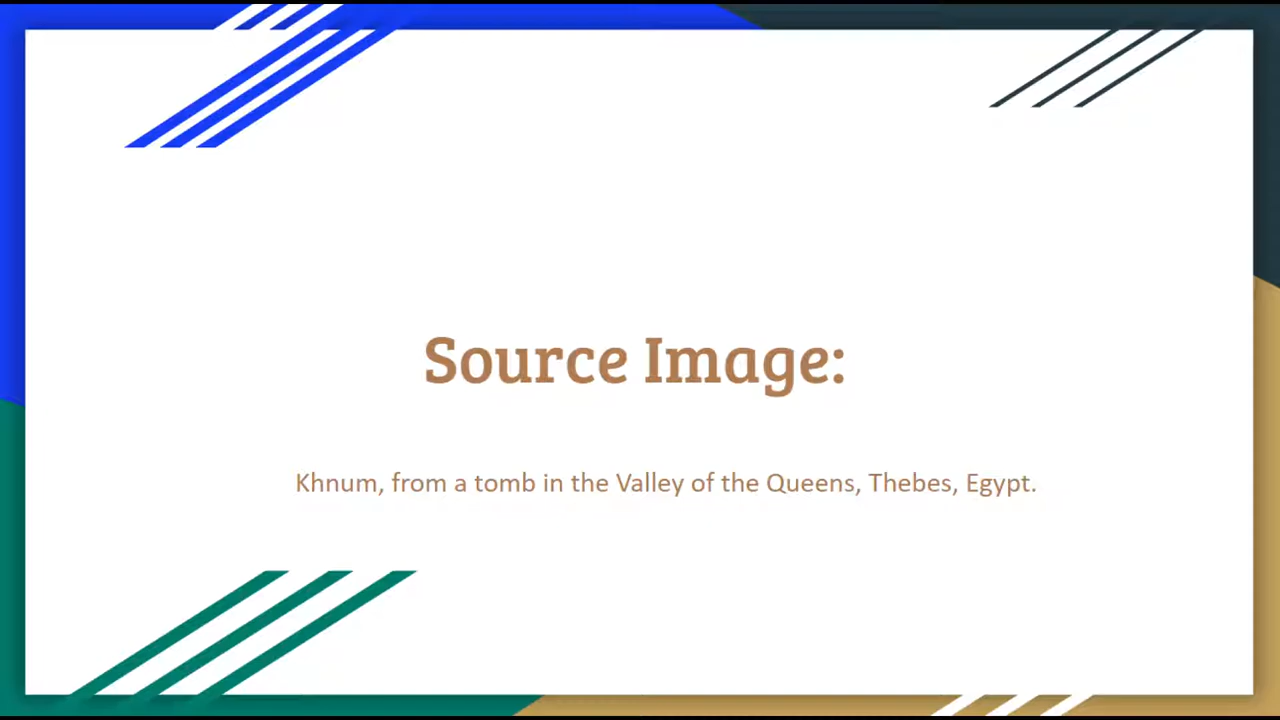 Source Image:
Khnum, from a tomb in the Valley of the Queens, Thebes, Egypt.